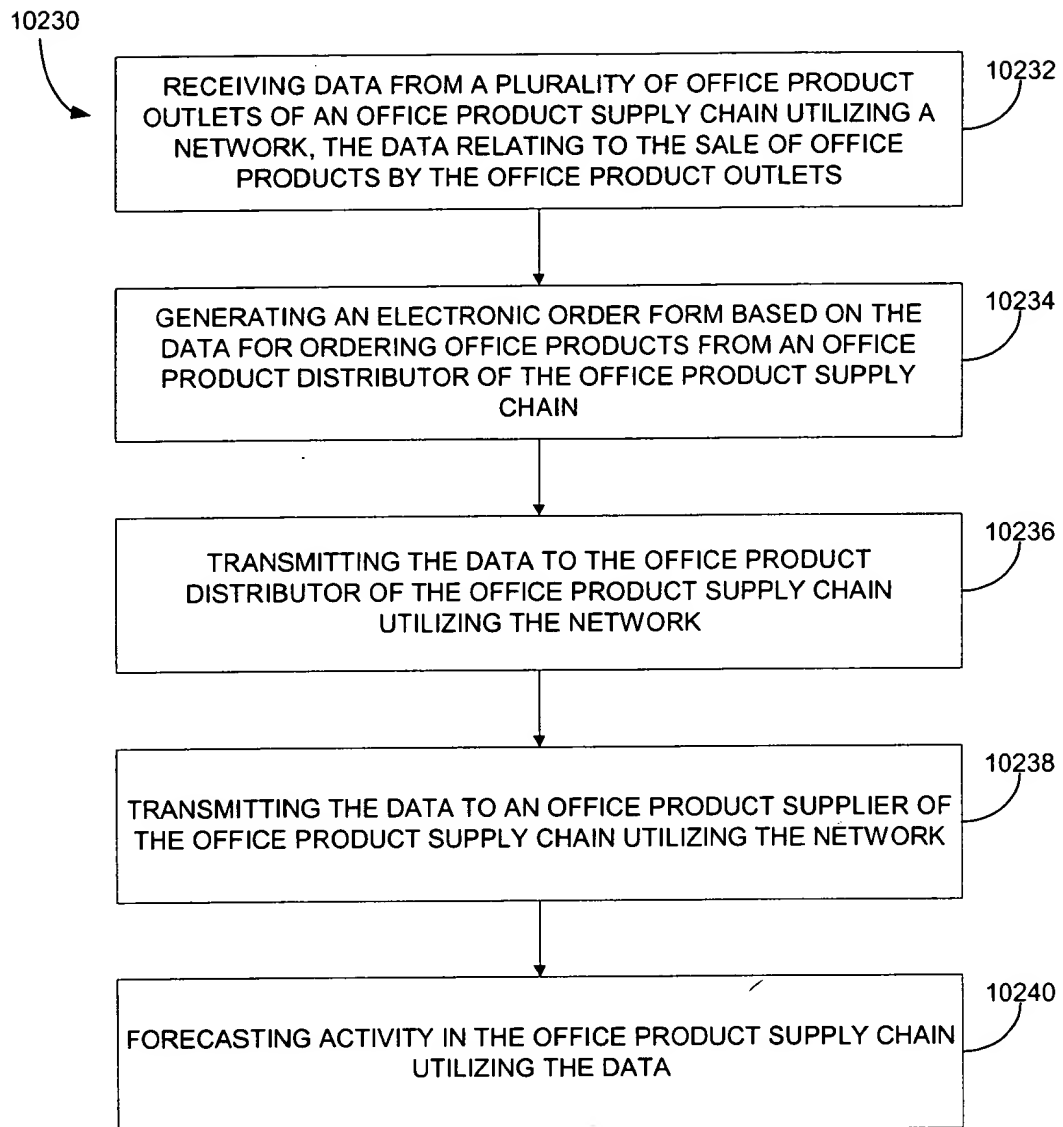 10230
RECEIVING DATA FROM A PLURALITY OF OFFICE PRODUCT
OUTLETS OF AN OFFICE PRODUCT SUPPLY CHAIN UTILIZING A
NETWORK, THE DATA RELATING TO THE SALE OF OFFICE
PRODUCTS BY THE OFFICE PRODUCT OUTLETS
10232
GENERATING AN ELECTRONIC ORDER FORM BASED ON THE
DATA FOR ORDERING OFFICE PRODUCTS FROM AN OFFICE
PRODUCT DISTRIBUTOR OF THE OFFICE PRODUCT SUPPLY
CHAIN
10234
TRANSMITTING THE DATA TO THE OFFICE PRODUCT
DISTRIBUTOR OF THE OFFICE PRODUCT SUPPLY CHAIN
UTILIZING THE NETWORK
10236
TRANSMITTING THE DATA TO AN OFFICE PRODUCT SUPPLIER OF
THE OFFICE PRODUCT SUPPLY CHAIN UTILIZING THE NETWORK
10238
FORECASTING ACTIVITY IN THE OFFICE PRODUCT SUPPLY CHAIN
UTILIZING THE DATA
10240